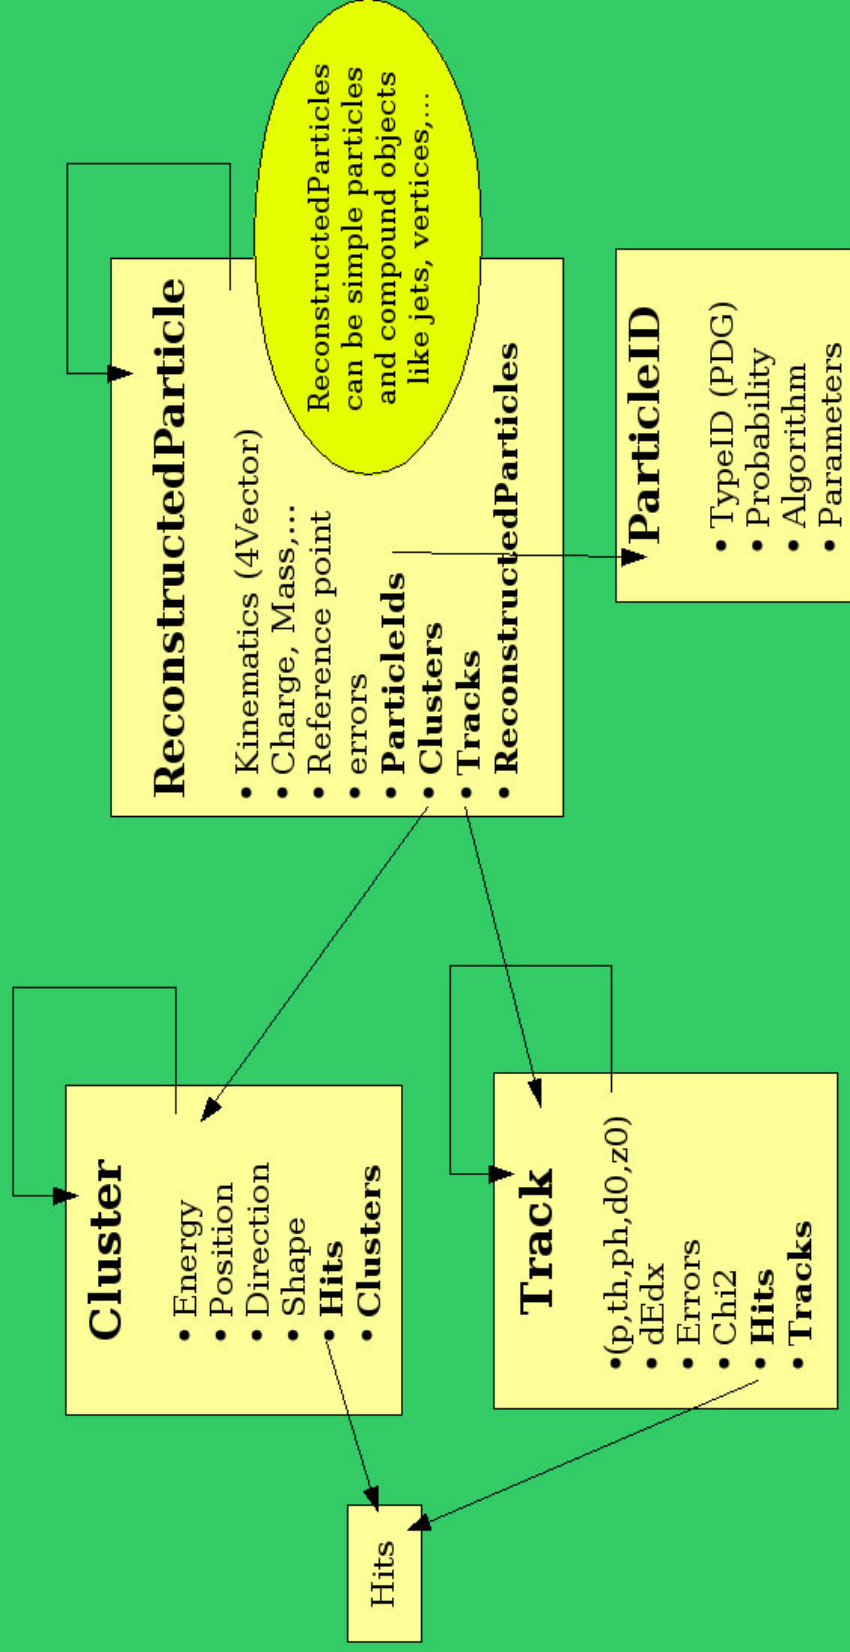 Hits
Cluster
• Energy
• Position
• Direction
• Shape
• Hits
• Clusters
Track
•(p,th,ph,d0,z0)
• dEdx
• Errors
• Chi2
• Hits
• Tracks
ReconstructedParticle
• Kinematics (4Vector)
• Charge, Mass,...
• Reference point
• errors
• ParticleIds
• Clusters
• Tracks
• ReconstructedParticles
ReconstructedParticles
can be simple particles
and compound objects
like jets, vertices,...
ParticleID
• TypeID (PDG)
• Probability
• Algorithm
• Parameters